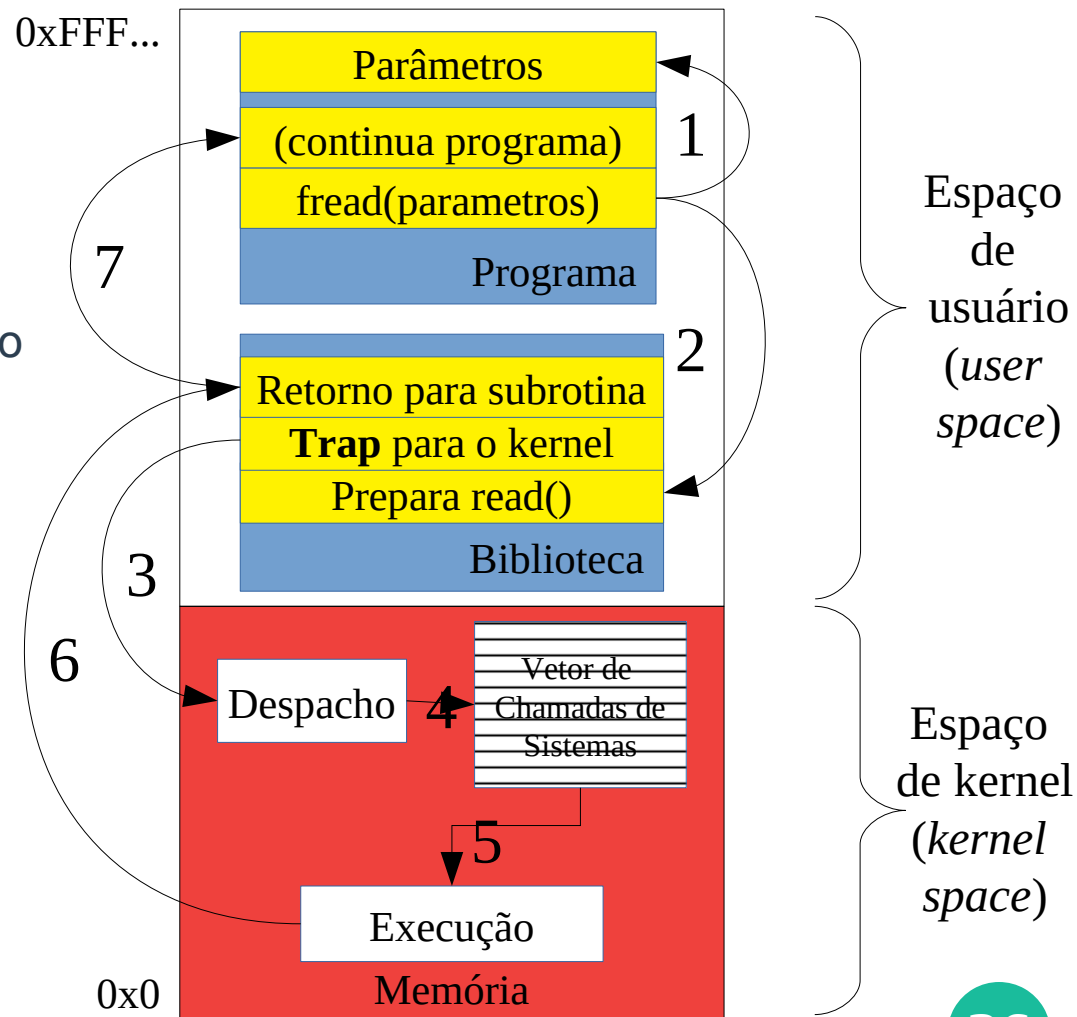 0xFFF...
Parâmetros
1
(continua programa)
fread(parametros)
7
Programa
o
2
Retorno para subrotina
Trap para o kernel
Prepara read()
Biblioteca
3
6
Espaço
de
usuário
(user
space)
Vetor de
Despacho
4
Chamadas de
Sistemas
5
Execução
Memória
0x0
Espaço
de kernel
(kernel
space)